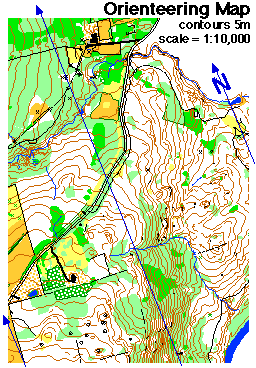 Orienteering Map
contours 5m
scale = 1:10,000
N